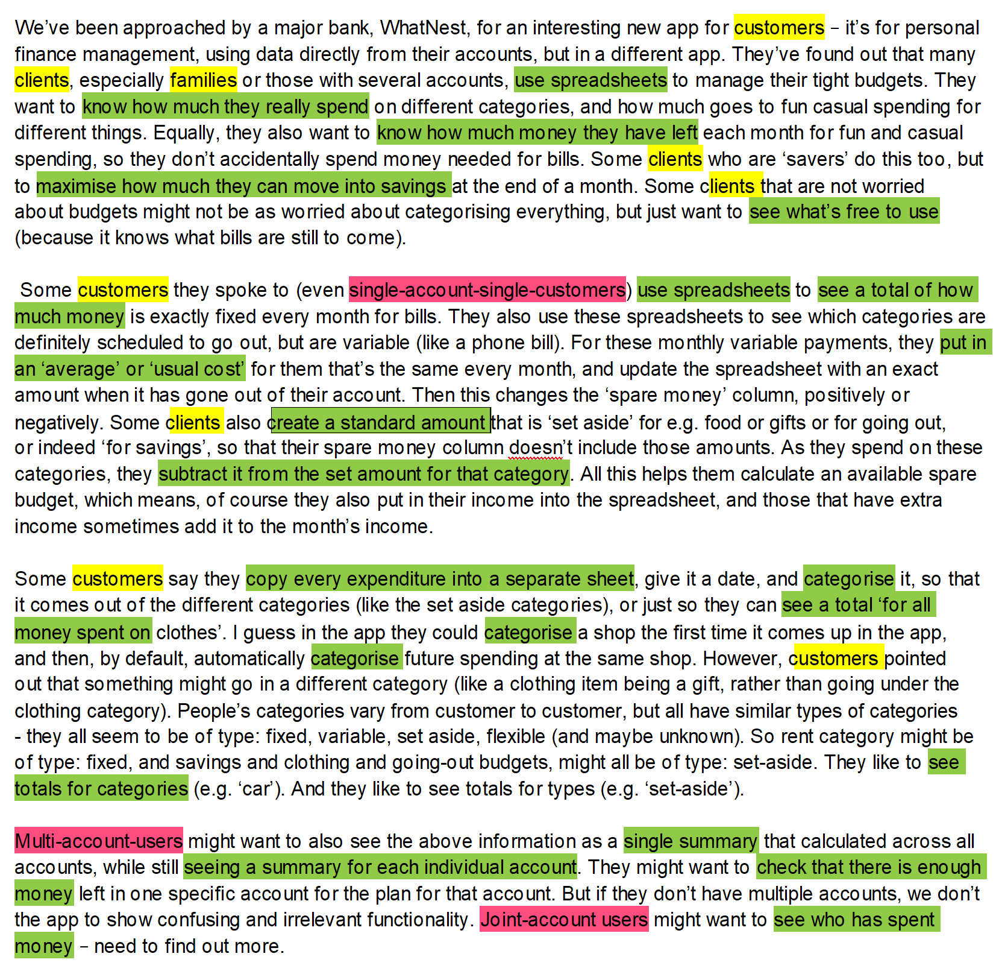 We’ve been approached by a major bank, WhatNest, for an interesting new app for customers – it’s for personal
finance management, using data directly from their accounts, but in a different app. They’ve found out that many
clients, especially families or those with several accounts, use spreadsheets to manage their tight budgets. They
want to know how much they really spend on different categories, and how much goes to fun casual spending for
different things. Equally, they also want to know how much money they have left each month for fun and casual
spending, so they don’t accidentally spend money needed for bills. Some clients who are ‘savers’ do this too, but
to maximise how much they can move into savings at the end of a month. Some clients that are not worried
about budgets might not be as worried about categorising everything, but just want to see what’s free to use
(because it knows what bills are still to come).
Some customers they spoke to (even single-account-single-customers) use spreadsheets to see a total of how
much money is exactly fixed every month for bills. They also use these spreadsheets to see which categories are
definitely scheduled to go out, but are variable (like a phone bill). For these monthly variable payments, they put in
an ‘average’ or ‘usual cost’ for them that’s the same every month, and update the spreadsheet with an exact
amount when it has gone out of their account. Then this changes the ‘spare money’ column, positively or
negatively. Some clients also create a standard amount that is ‘set aside’ for e.g. food or gifts or for going out,
or indeed ‘for savings’, so that their spare money column doesn’t include those amounts. As they spend on these
categories, they subtract it from the set amount for that category. All this helps them calculate an available spare
budget, which means, of course they also put in their income into the spreadsheet, and those that have extra
income sometimes add it to the month’s income.
Some customers say they copy every expenditure into a separate sheet, give it a date, and categorise it, so that
it comes out of the different categories (like the set aside categories), or just so they can see a total ‘for all
money spent on clothes’. I guess in the app they could categorise a shop the first time it comes up in the app,
and then, by default, automatically categorise future spending at the same shop. However, customers pointed
out that something might go in a different category (like a clothing item being a gift, rather than going under the
clothing category). People’s categories vary from customer to customer, but all have similar types of categories
- they all seem to be of type: fixed, variable, set aside, flexible (and maybe unknown). So rent category might be
of type: fixed, and savings and clothing and going-out budgets, might all be of type: set-aside. They like to see
totals for categories (e.g. ‘car’). And they like to see totals for types (e.g. ‘set-aside’).
Multi-account-users might want to also see the above information as a single summary that calculated across all
accounts, while still seeing a summary for each individual account. They might want to check that there is enough
money left in one specific account for the plan for that account. But if they don’t have multiple accounts, we don’t
the app to show confusing and irrelevant functionality. Joint-account users might want to see who has spent
money – need to find out more.